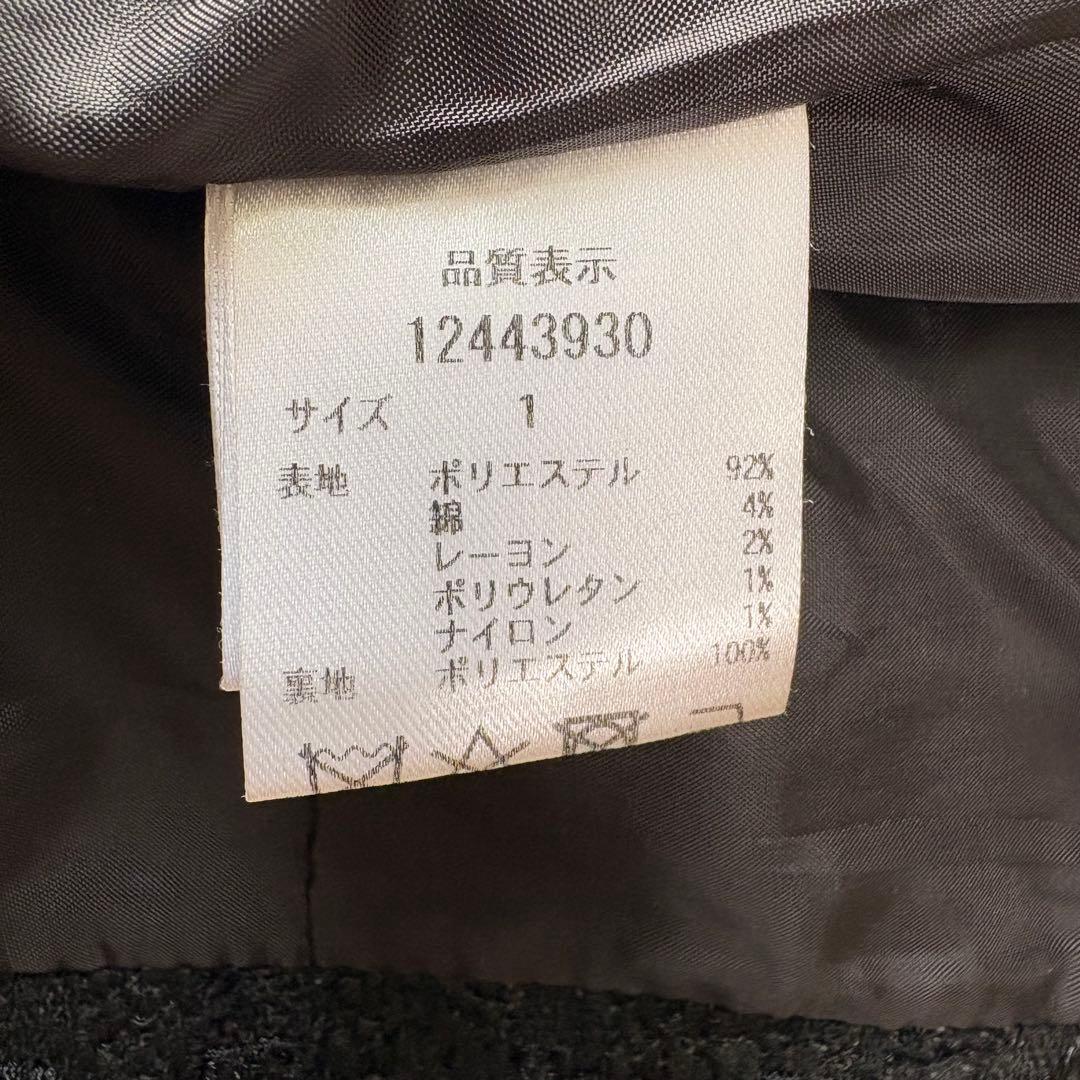 品質表示
12443930
サイズ 1
表地 ポリエステル 92%
綿 4%
レーヨン 2%
ポリウレタン 1%
ナイロン 1%
裏地 ポリエステル 100%